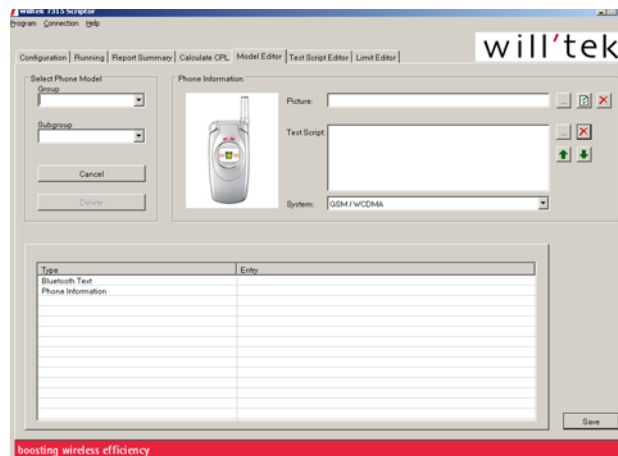 Willtek 7315 Scriptor
Program Connection Help
will'tek
Configuration Running Report Summary Calculate CPL Model Editor Test Script Editor Limit Editor
Select Phone Model
Group
Subgroup
Cancel
Delete
Phone Information
Picture:
...
Test Script:
...
System: GSM / WCDMA
Type Entry
Bluetooth Text
Phone Information
Save
boosting wireless efficiency